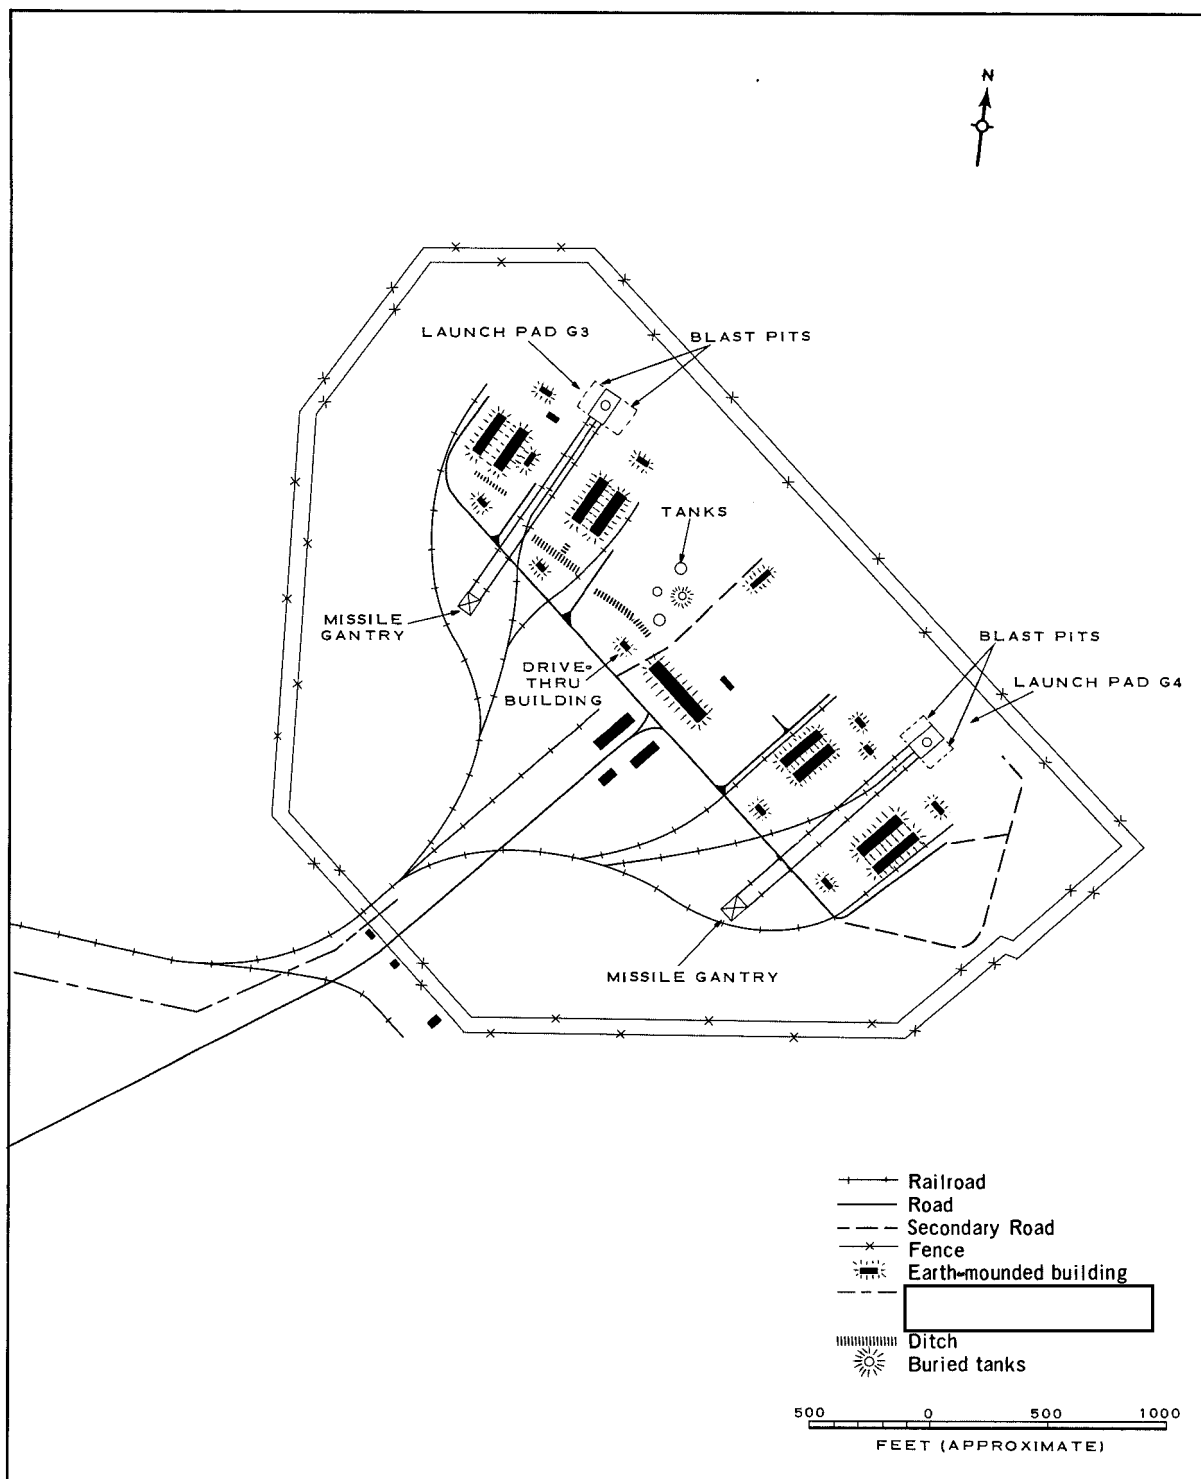 N
LAUNCH PAD G3
BLAST PITS
TANKS
MISSILE
GANTRY
DRIVE-
THRU
BUILDING
BLAST PITS
LAUNCH PAD G4
MISSILE GANTRY
Railroad
Road
Secondary Road
Fence
Earth-mounded building
Ditch
Buried tanks
500 0 500 1000
FEET (APPROXIMATE)